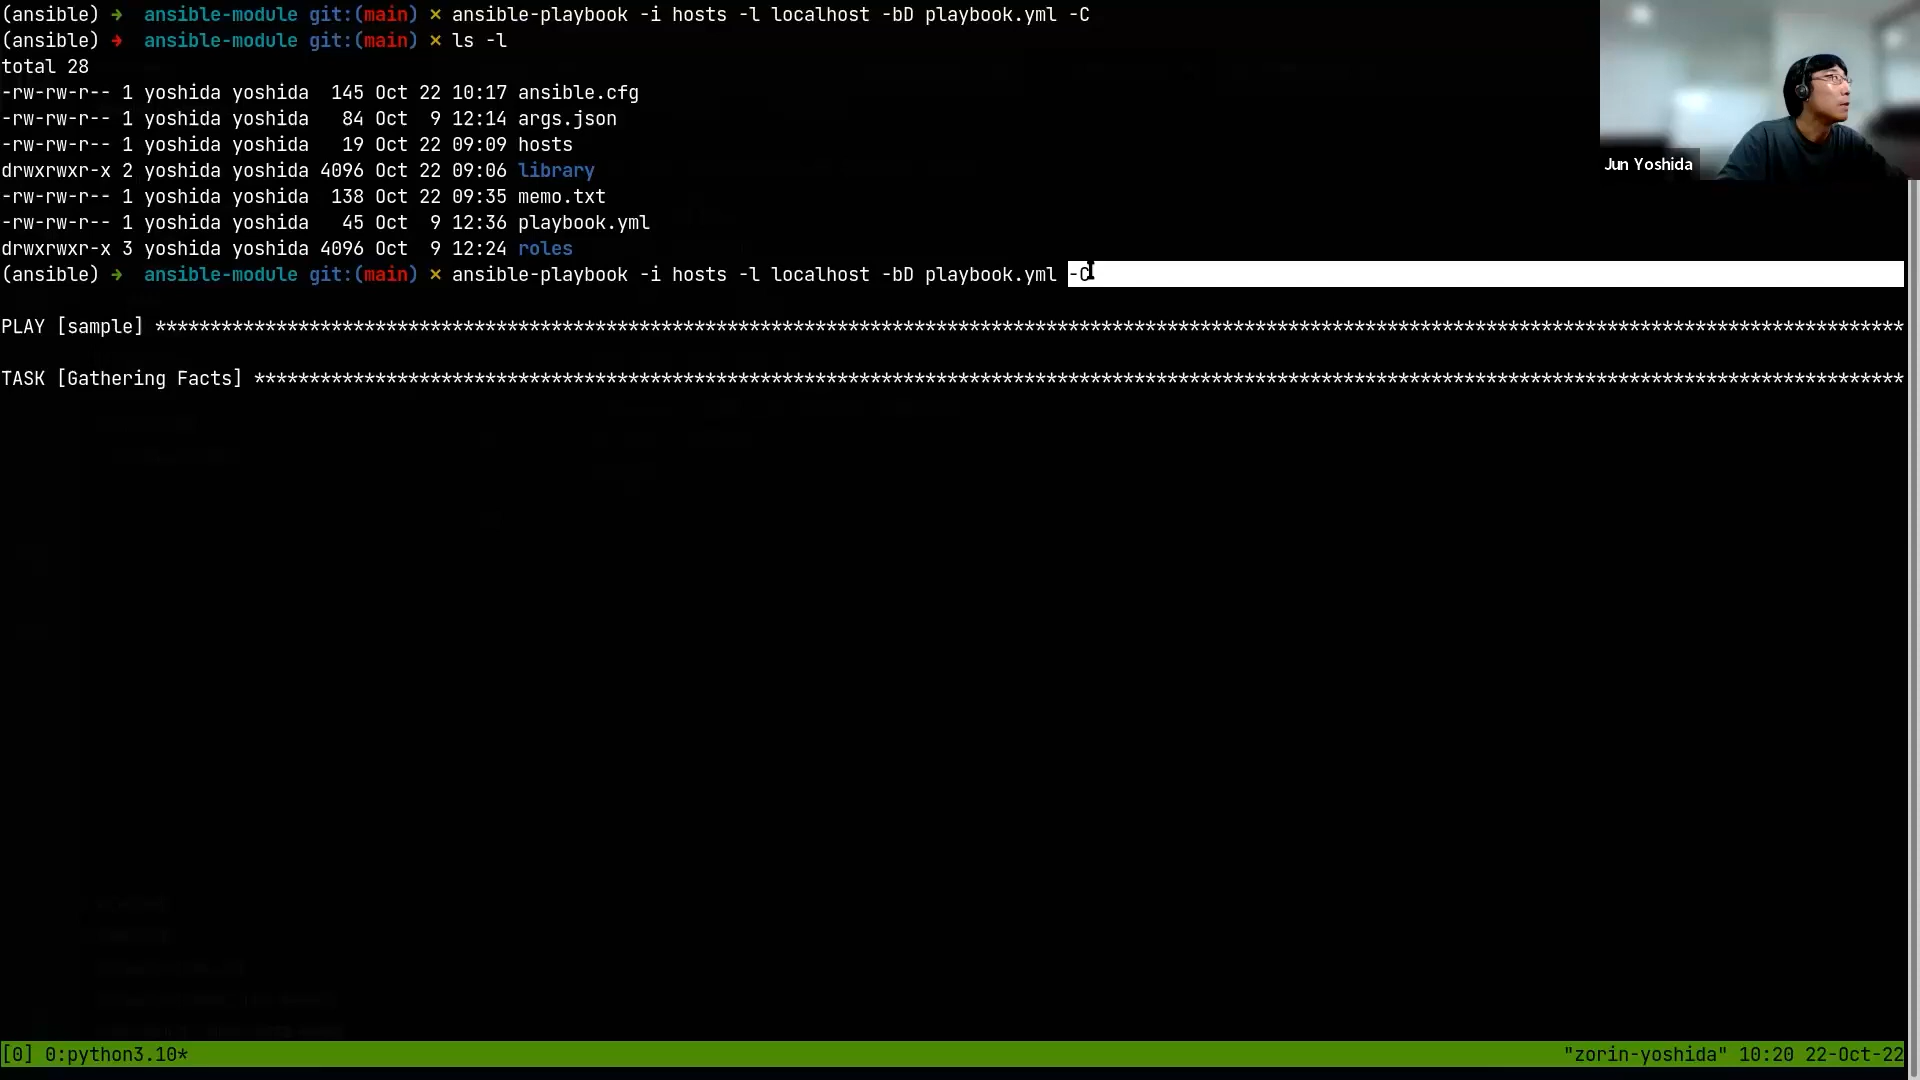 (ansible) → ansible-module git:(main) × ansible-playbook -i hosts -l localhost -bD playbook.yml -C
(ansible) → ansible-module git:(main) × ls -l
total 28
-rw-rw-r-- 1 yoshida yoshida  145 Oct 22 10:17 ansible.cfg
-rw-rw-r-- 1 yoshida yoshida   84 Oct  9 12:14 args.json
-rw-rw-r-- 1 yoshida yoshida   19 Oct 22 09:09 hosts
drwxrwxr-x 2 yoshida yoshida 4096 Oct 22 09:06 library
-rw-rw-r-- 1 yoshida yoshida  138 Oct 22 09:35 memo.txt
-rw-rw-r-- 1 yoshida yoshida   45 Oct  9 12:36 playbook.yml
drwxrwxr-x 3 yoshida yoshida 4096 Oct  9 12:24 roles
(ansible) → ansible-module git:(main) × ansible-playbook -i hosts -l localhost -bD playbook.yml -C
PLAY [sample] ***************************************************************************************************************************************************************
TASK [Gathering Facts] ******************************************************************************************************************************************************
Jun Yoshida
[0] 0:python3.10*
"zorin-yoshida" 10:20 22-Oct-22